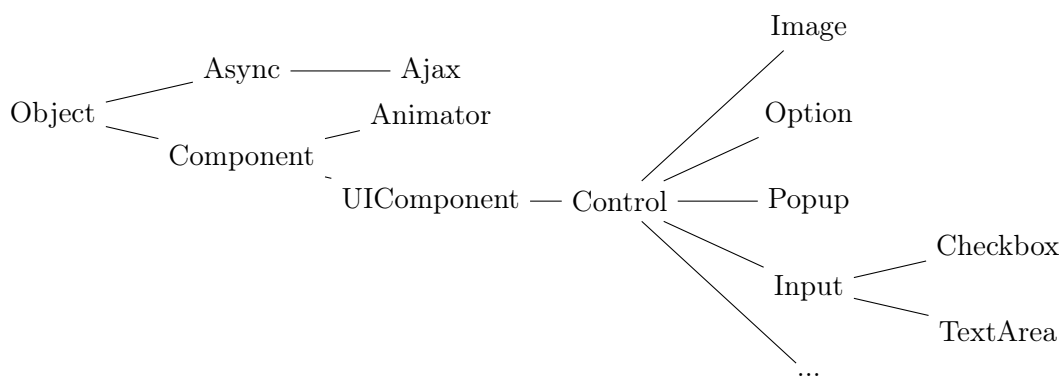 Image
Async
Ajax
Object
Animator
Option
Component
UIComponent
Control
Popup
Checkbox
Input
TextArea
...